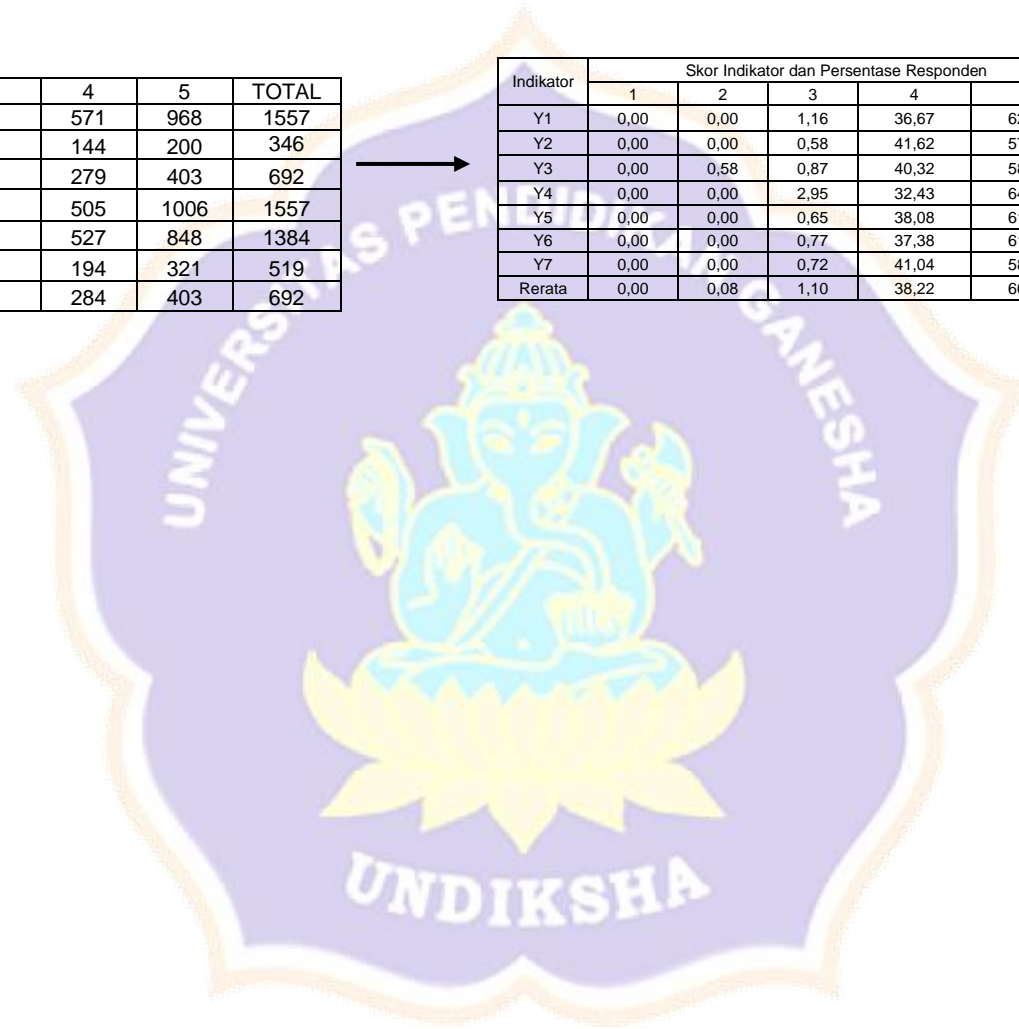 4 5 TOTAL
571 968 1557
144 200 346
279 403 692
505 1006 1557
527 848 1384
194 321 519
284 403 692
Indikator Skor Indikator dan Persentase Responden
1 2 3 4
Y1 0,00 0,00 1,16 36,67
Y2 0,00 0,00 0,58 41,62
Y3 0,00 0,58 0,87 40,32
Y4 0,00 0,00 2,95 32,43
Y5 0,00 0,00 0,65 38,08
Y6 0,00 0,00 0,77 37,38
Y7 0,00 0,00 0,72 41,04
Rerata 0,00 0,08 1,10 38,22
UNIVERSITAS PENDIDIKAN GANESHA
UNDIKSHA